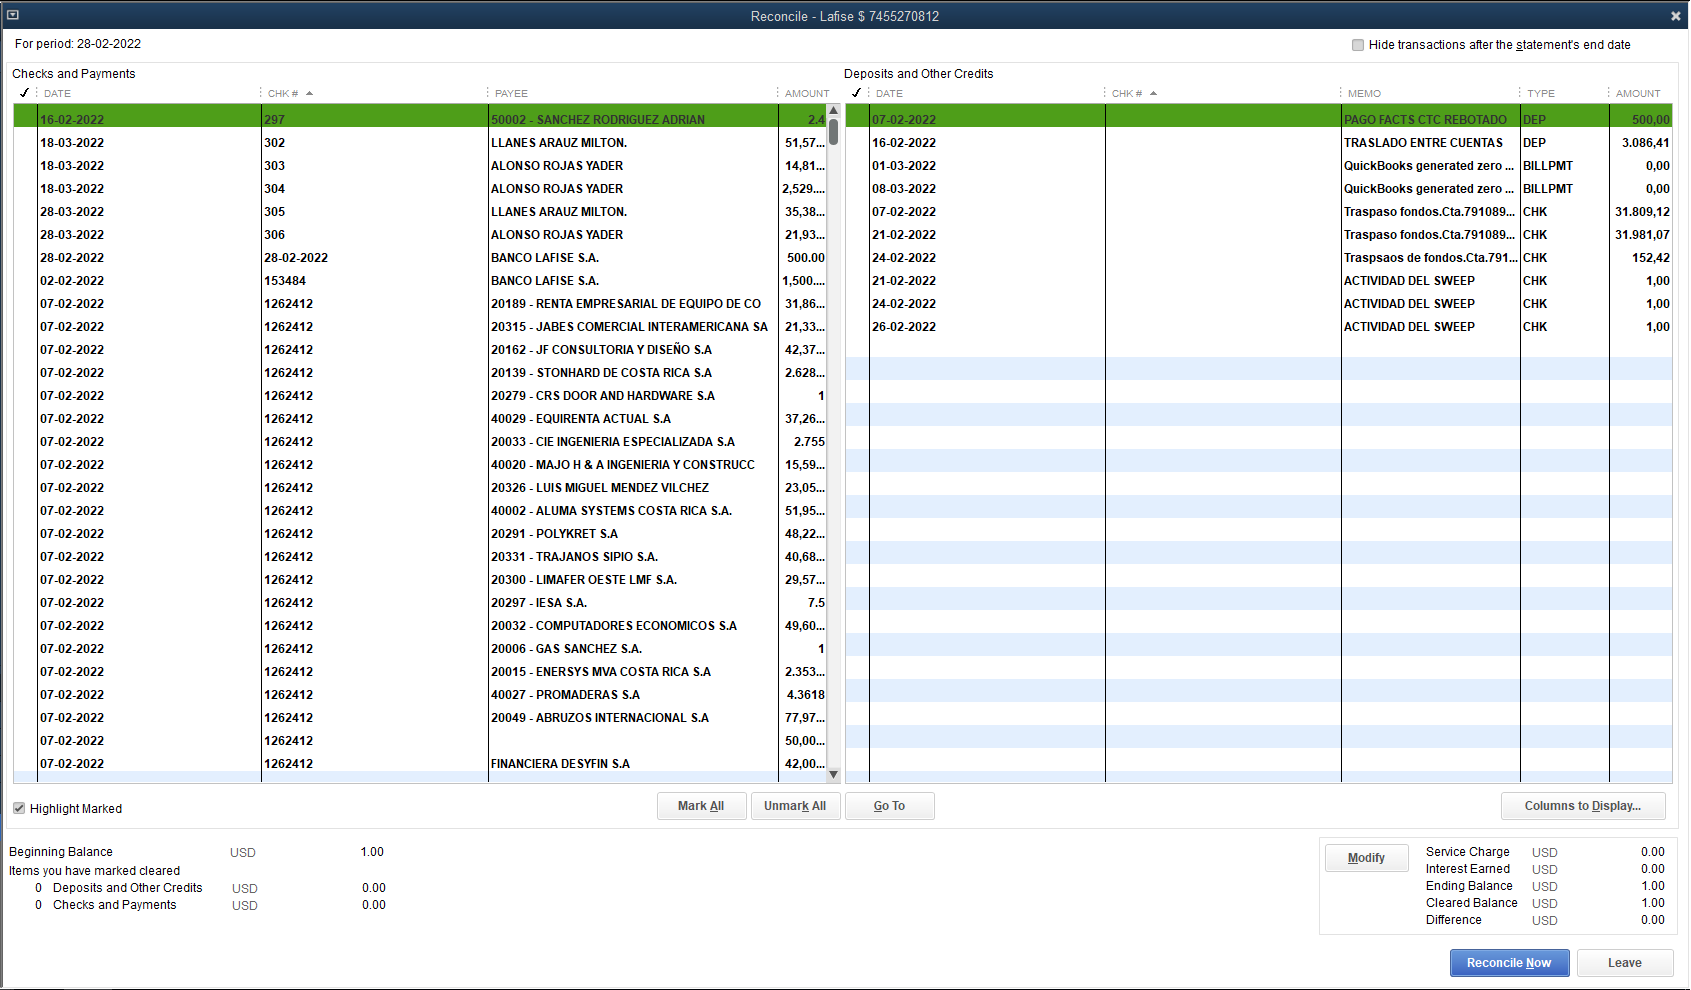 Reconcile - Lafise $ 7455270812
For period: 28-02-2022
Hide transactions after the statement's end date
Checks and Payments
DATE CHK # PAYEE AMOUNT
16-02-2022 297 50002 - SANCHEZ RODRIGUEZ ADRIAN 2.4
18-03-2022 302 LLANES ARAUZ MILTON. 51,57...
18-03-2022 303 ALONSO ROJAS YADER 14,81...
18-03-2022 304 ALONSO ROJAS YADER 2,529....
28-03-2022 305 LLANES ARAUZ MILTON. 35,38...
28-03-2022 306 ALONSO ROJAS YADER 21,93...
28-02-2022 28-02-2022 BANCO LAFISE S.A. 500.00
02-02-2022 153484 BANCO LAFISE S.A. 1,500....
07-02-2022 1262412 20189 - RENTA EMPRESARIAL DE EQUIPO DE CO 31,86...
07-02-2022 1262412 20315 - JABES COMERCIAL INTERAMERICANA SA 21,33...
07-02-2022 1262412 20162 - JF CONSULTORIA Y DISEÑO S.A 42,37...
07-02-2022 1262412 20139 - STONHARD DE COSTA RICA S.A 2.628...
07-02-2022 1262412 20279 - CRS DOOR AND HARDWARE S.A 1
07-02-2022 1262412 40029 - EQUIRENTA ACTUAL S.A 37,26...
07-02-2022 1262412 20033 - CIE INGENIERIA ESPECIALIZADA S.A 2.755
07-02-2022 1262412 40020 - MAJO H & A INGENIERIA Y CONSTRUCC 15,59...
07-02-2022 1262412 20326 - LUIS MIGUEL MENDEZ VILCHEZ 23,05...
07-02-2022 1262412 40002 - ALUMA SYSTEMS COSTA RICA S.A. 51,95...
07-02-2022 1262412 20291 - POLYKRET S.A 48,22...
07-02-2022 1262412 20331 - TRAJANOS SIPIO S.A. 40,68...
07-02-2022 1262412 20300 - LIMAFER OESTE LMF S.A. 29,57...
07-02-2022 1262412 20297 - IESA S.A. 7.5
07-02-2022 1262412 20032 - COMPUTADORES ECONOMICOS S.A 49,60...
07-02-2022 1262412 20006 - GAS SANCHEZ S.A. 1
07-02-2022 1262412 20015 - ENERSYS MVA COSTA RICA S.A 2.353...
07-02-2022 1262412 40027 - PROMADERAS S.A 4.3618
07-02-2022 1262412 20049 - ABRUZOS INTERNACIONAL S.A 77,97...
07-02-2022 1262412 50,00...
07-02-2022 1262412 FINANCIERA DESYFIN S.A 42,00...
Deposits and Other Credits
DATE CHK # MEMO TYPE AMOUNT
07-02-2022 PAGO FACTS CTC REBOTADO DEP 500,00
16-02-2022 TRASLADO ENTRE CUENTAS DEP 3.086,41
01-03-2022 QuickBooks generated zero ... BILLPMT 0,00
08-03-2022 QuickBooks generated zero ... BILLPMT 0,00
07-02-2022 Traspaso fondos.Cta.791089... CHK 31.809,12
21-02-2022 Traspaso fondos.Cta.791089... CHK 31.981,07
24-02-2022 Traspsaos de fondos.Cta.791... CHK 152,42
21-02-2022 ACTIVIDAD DEL SWEEP CHK 1,00
24-02-2022 ACTIVIDAD DEL SWEEP CHK 1,00
26-02-2022 ACTIVIDAD DEL SWEEP CHK 1,00
Highlight Marked
Mark All
Unmark All
Go To
Columns to Display...
Beginning Balance USD 1.00
Items you have marked cleared
0 Deposits and Other Credits USD 0.00
0 Checks and Payments USD 0.00
Modify
Service Charge USD 0.00
Interest Earned USD 0.00
Ending Balance USD 1.00
Cleared Balance USD 1.00
Difference USD 0.00
Reconcile Now
Leave